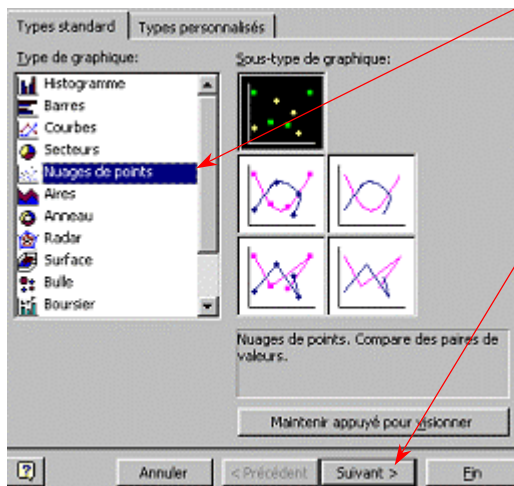 Types standard
Types personnalisés
Type de graphique:
Histogramme
Barres
Courbes
Secteurs
Nuages de points
Aires
Anneau
Radar
Surface
Bulle
Boursier
Sous-type de graphique:
Nuages de points. Compare des paires de
valeurs.
Maintenir appuyé pour visionner
?
Annuler
< Précédent
Suivant >
Fin